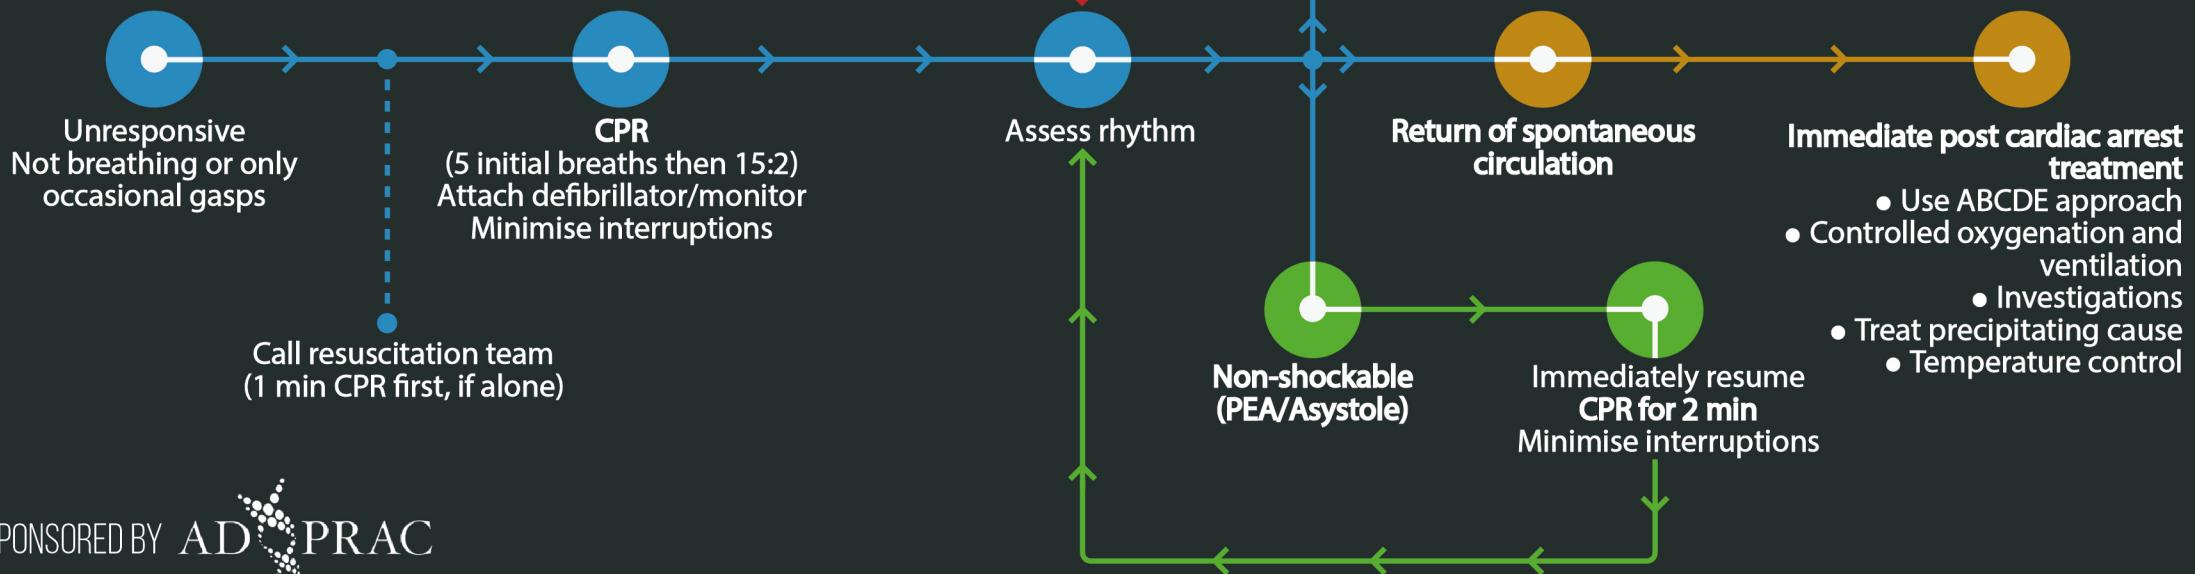 Unresponsive
Not breathing or only
occasional gasps
Call resuscitation team
(1 min CPR first, if alone)
CPR
(5 initial breaths then 15:2)
Attach defibrillator/monitor
Minimise interruptions
Assess rhythm
Return of spontaneous
circulation
Non-shockable
(PEA/Asystole)
Immediately resume
CPR for 2 min
Minimise interruptions
Immediate post cardiac arrest
treatment
● Use ABCDE approach
● Controlled oxygenation and
ventilation
● Investigations
● Treat precipitating cause
● Temperature control
PONSORED BY AD PRAC